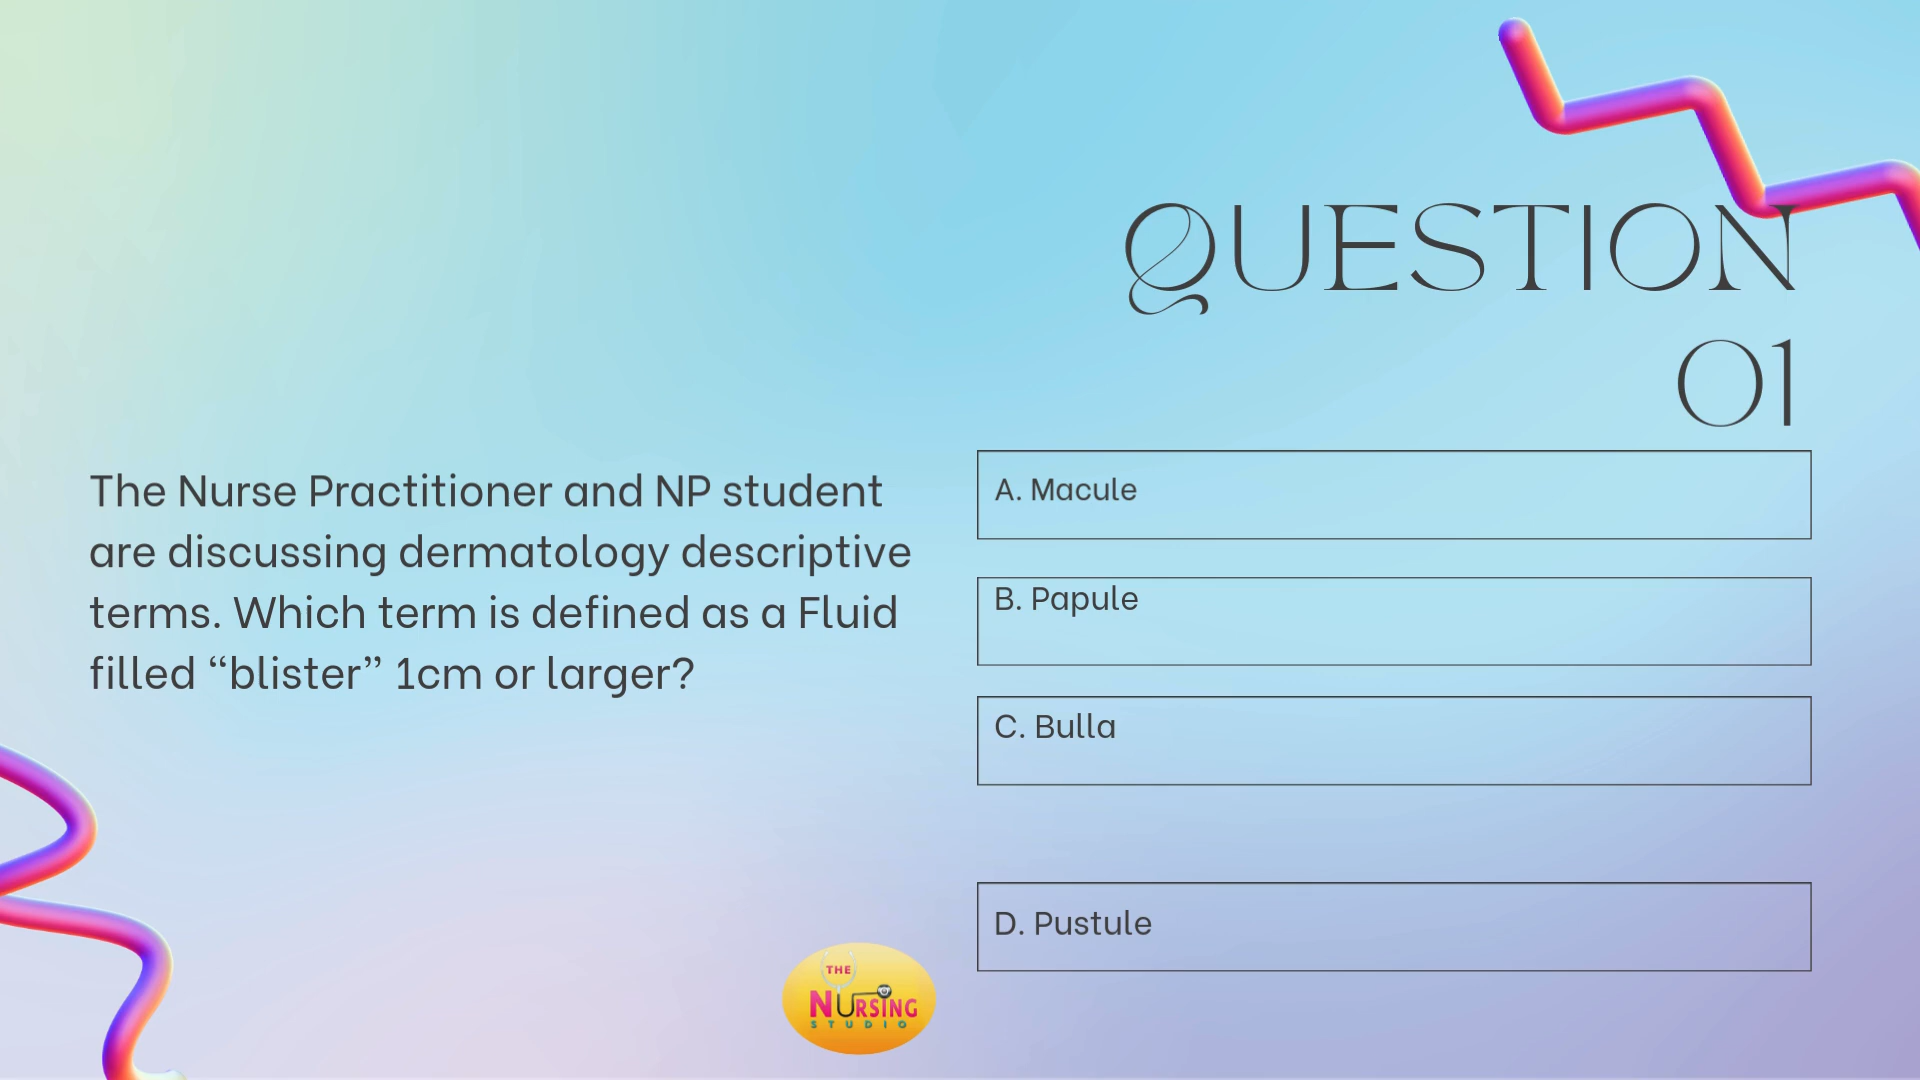 QUESTION
01
The Nurse Practitioner and NP student
are discussing dermatology descriptive
terms. Which term is defined as a Fluid
filled “blister” 1cm or larger?
A. Macule
B. Papule
C. Bulla
D. Pustule
THE
NURSING
STUDIO